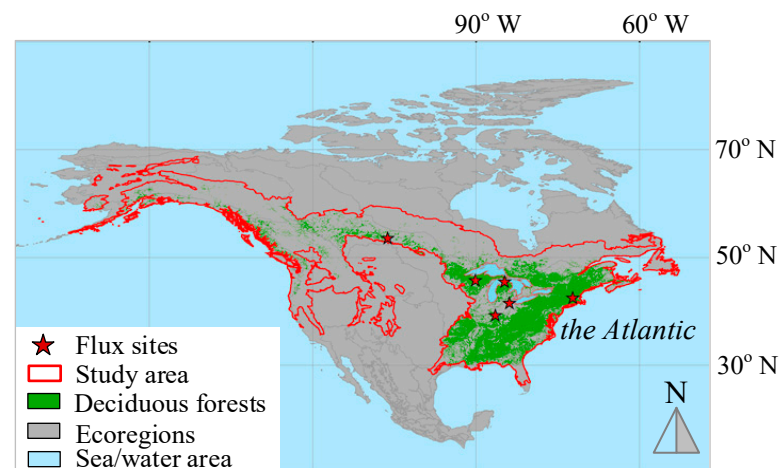 90° W 60° W
70° N
50° N
the Atlantic
30° N
N
Flux sites
Study area
Deciduous forests
Ecoregions
Sea/water area